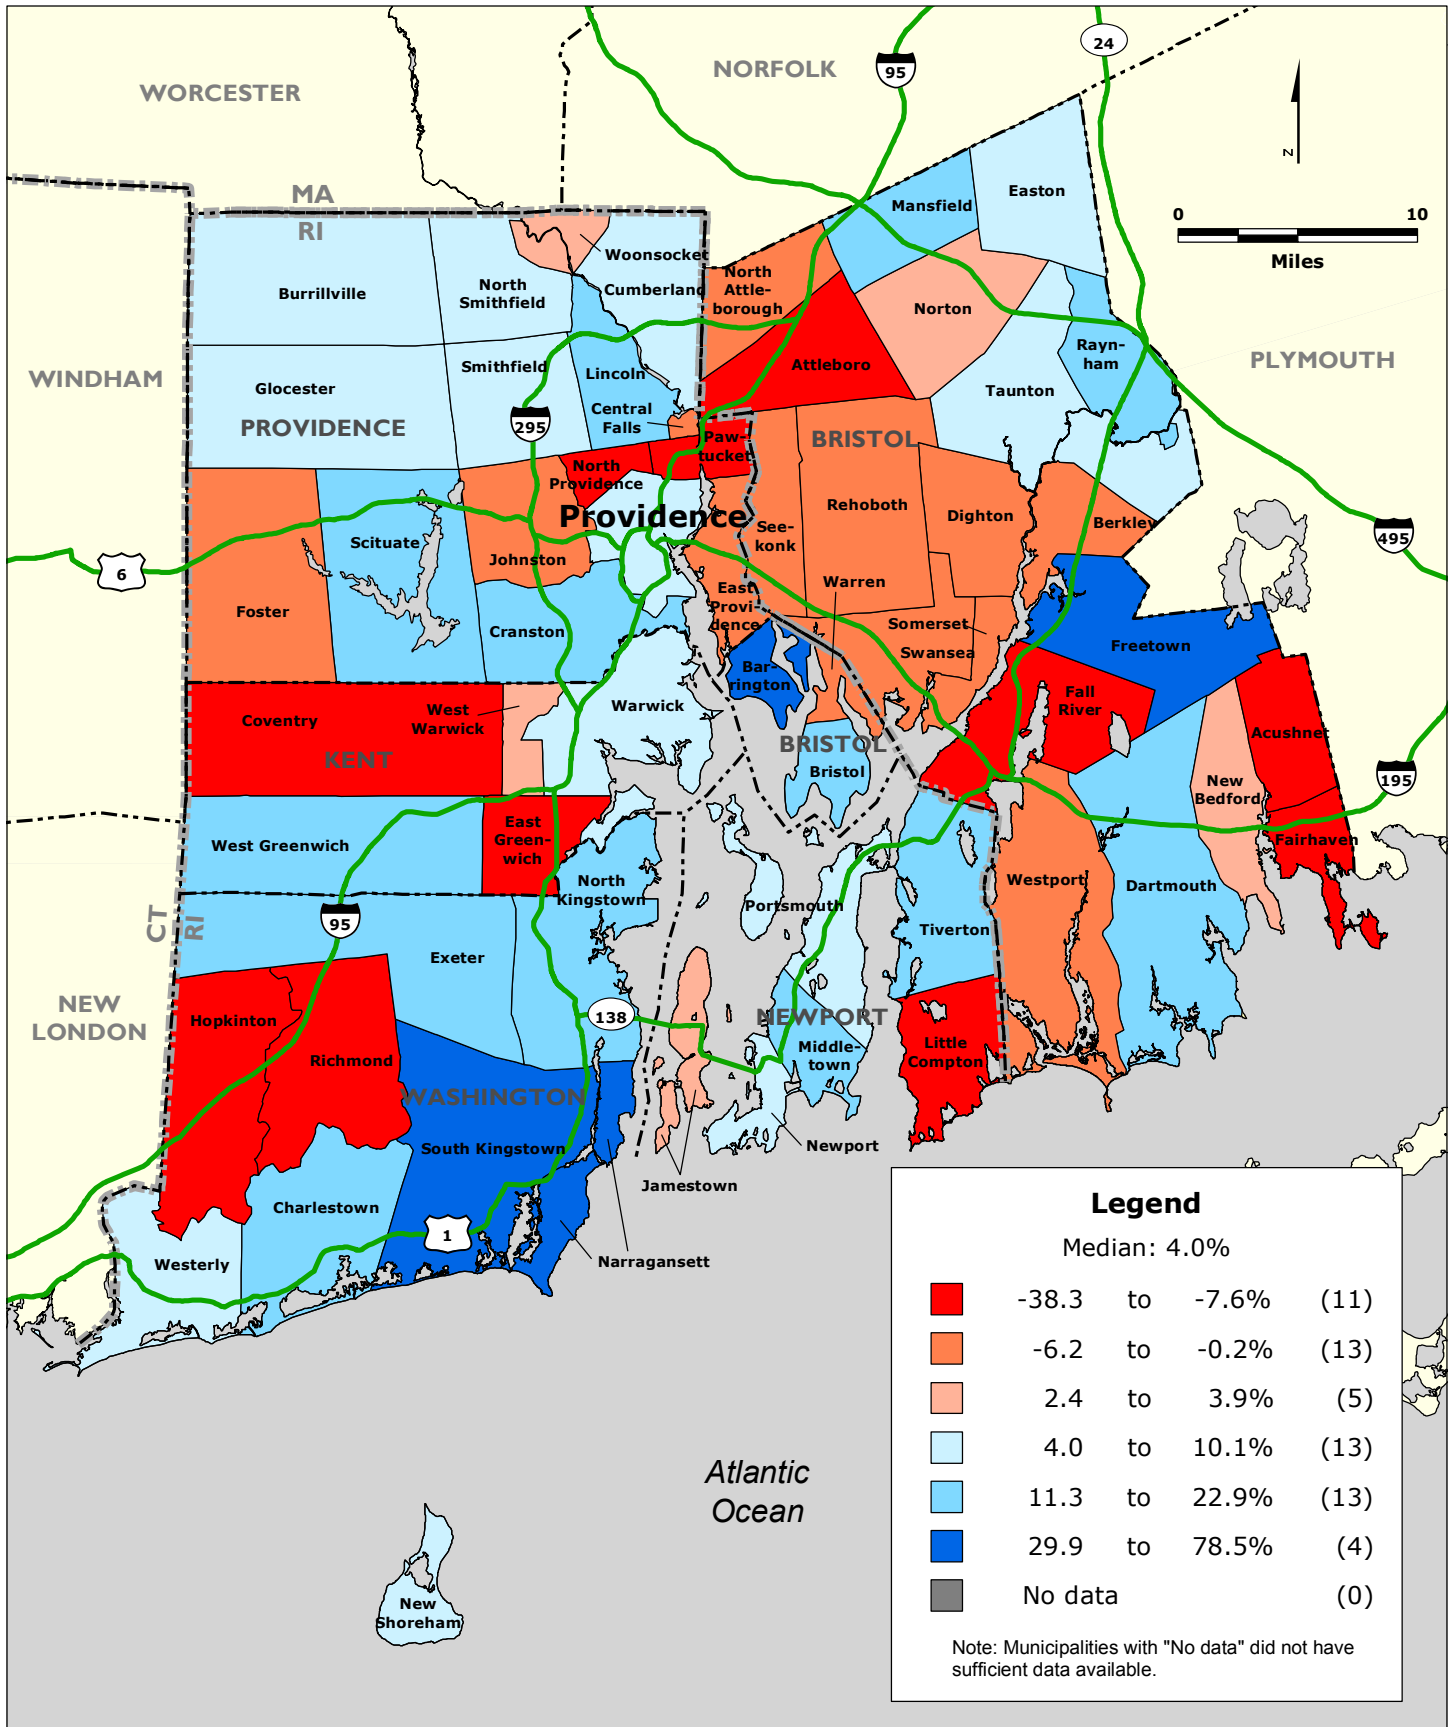 24
95
NORFOLK
WORCESTER
N
MA
RI
Easton
Mansfield
0 10
Miles
Woonsocket
North
Attle-
borough
Burrillville
North
Smithfield
Cumberland
Norton
Rayn-
ham
PLYMOUTH
WINDHAM
Glocester
Smithfield
Lincoln
Attleboro
Taunton
PROVIDENCE
295
Central
Falls
Paw-
tucket
BRISTOL
North
Providence
Providence
See-
konk
Rehoboth
Dighton
Berkley
495
6
Scituate
Johnston
Foster
Cranston
East
Provi-
dence
Warren
Somerset
Swansea
Freetown
Bar-
rington
Coventry
West
Warwick
Warwick
Fall
River
Acushnet
KENT
BRISTOL
Bristol
New
Bedford
195
West Greenwich
East
Green-
wich
Fairhaven
North
Kingstown
Westport
Dartmouth
CT
RI
95
Portsmouth
Tiverton
Exeter
NEW
LONDON
Hopkinton
138
NEWPORT
Richmond
Middle-
town
Little
Compton
WASHINGTON
South Kingstown
Newport
Jamestown
Charlestown
1
Westerly
Narragansett
Legend
Median: 4.0%
-38.3 to -7.6% (11)
-6.2 to -0.2% (13)
2.4 to 3.9% (5)
4.0 to 10.1% (13)
11.3 to 22.9% (13)
29.9 to 78.5% (4)
No data (0)
Note: Municipalities with "No data" did not have
sufficient data available.
Atlantic
Ocean
New
Shoreham